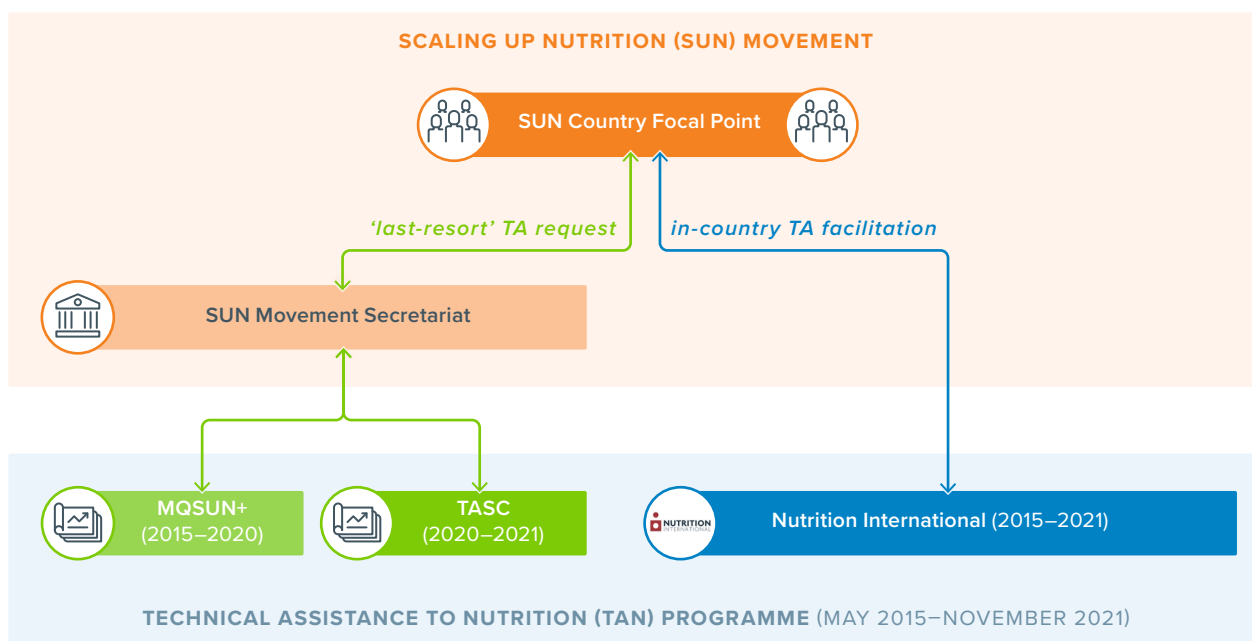 SCALING UP NUTRITION (SUN) MOVEMENT
SUN Country Focal Point
‘last-resort’ TA request
in-country TA facilitation
SUN Movement Secretariat
MQSUN+
(2015–2020)
TASC
(2020–2021)
NUTRITION
INTERNATIONAL
Nutrition International (2015–2021)
TECHNICAL ASSISTANCE TO NUTRITION (TAN) PROGRAMME (MAY 2015–NOVEMBER 2021)